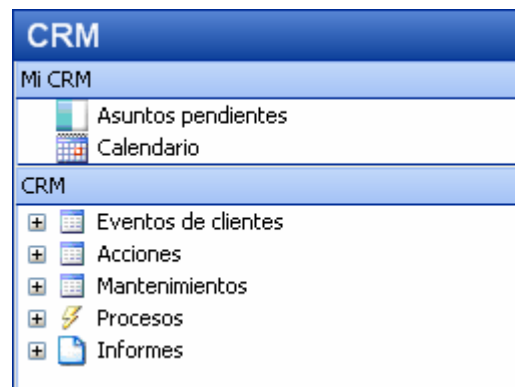 CRM
Mi CRM
Asuntos pendientes
Calendario
CRM
Eventos de clientes
Acciones
Mantenimientos
Procesos
Informes